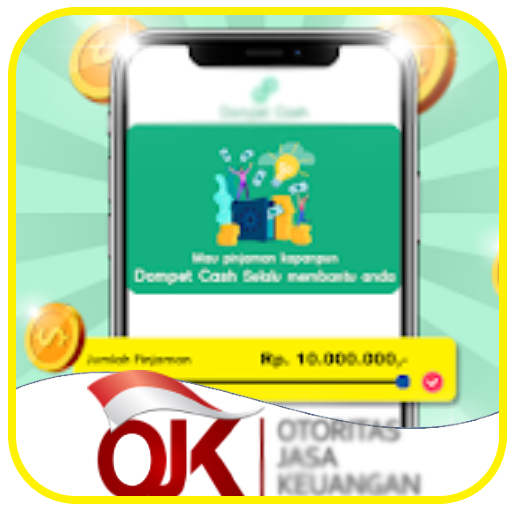 Dompet Cash
Mau pinjaman kapanpun
Dompet Cash Selalu membantu anda
Jumlah Pinjaman Rp. 10.000.000,-
OJK
OTORITAS
JASA
KEUANGAN